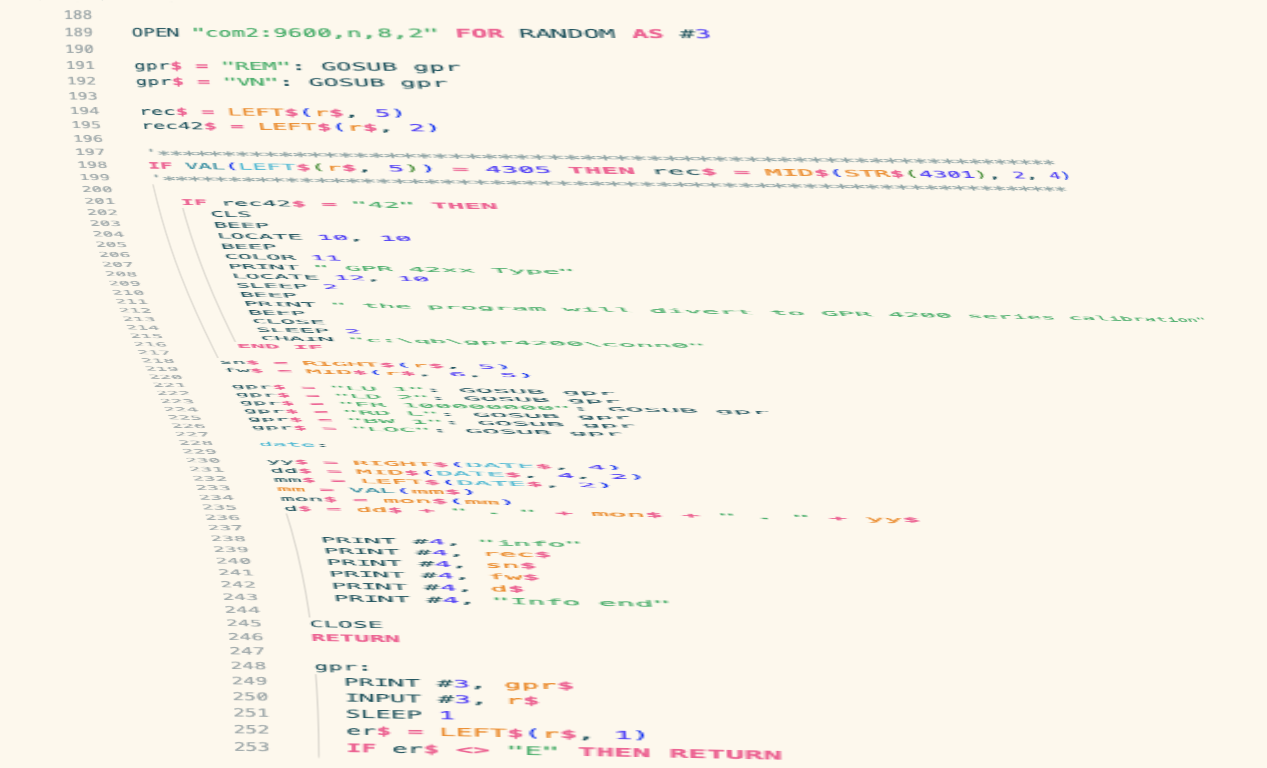 188
189 OPEN "com2:9600,n,8,2" FOR RANDOM AS #3
190
191 gpr$ = "REM": GOSUB gpr
192 gpr$ = "VN": GOSUB gpr
193
194 rec$ = LEFT$(r$, 5)
195 rec42$ = LEFT$(r$, 2)
196
197 '*********************************************************************
198 IF VAL(LEFT$(r$, 5)) = 4305 THEN rec$ = MID$(STR$(4301), 2, 4)
199 '*********************************************************************
200
201 IF rec42$ = "42" THEN
202 CLS
203 BEEP
204 LOCATE 10, 10
205 BEEP
206 COLOR 11
207 PRINT " GPR 42xx Type"
208 LOCATE 12, 10
209 SLEEP 2
210 BEEP
211 PRINT " the program will divert to GPR 4200 series calibration"
212 BEEP
213 CLOSE
214 SLEEP 2
215 CHAIN "c:\qb\gpr4200\conn0"
216 END IF
217
218 sn$ = RIGHT$(r$, 5)
219 fw$ = MID$(r$, 6, 5)
220
221 gpr$ = "LU 1": GOSUB gpr
222 gpr$ = "LD 2": GOSUB gpr
223 gpr$ = "FR 100000000": GOSUB gpr
224 gpr$ = "RD L": GOSUB gpr
225 gpr$ = "BW 1": GOSUB gpr
226 gpr$ = "LOC": GOSUB gpr
227
228 date:
229
230 yy$ = RIGHT$(DATE$, 4)
231 dd$ = MID$(DATE$, 4, 2)
232 mm$ = LEFT$(DATE$, 2)
233 mm = VAL(mm$)
234 mon$ = mon$(mm)
235 d$ = dd$ + " - " + mon$ + " - " + yy$
236
237
238 PRINT #4, "info"
239 PRINT #4, rec$
240 PRINT #4, sn$
241 PRINT #4, fw$
242 PRINT #4, d$
243 PRINT #4, "Info end"
244
245 CLOSE
246 RETURN
247
248 gpr:
249 PRINT #3, gpr$
250 INPUT #3, r$
251 SLEEP 1
252 er$ = LEFT$(r$, 1)
253 IF er$ <> "E" THEN RETURN